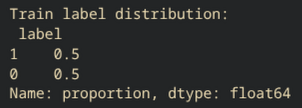 Train label distribution:
label
1    0.5
0    0.5
Name: proportion, dtype: float64